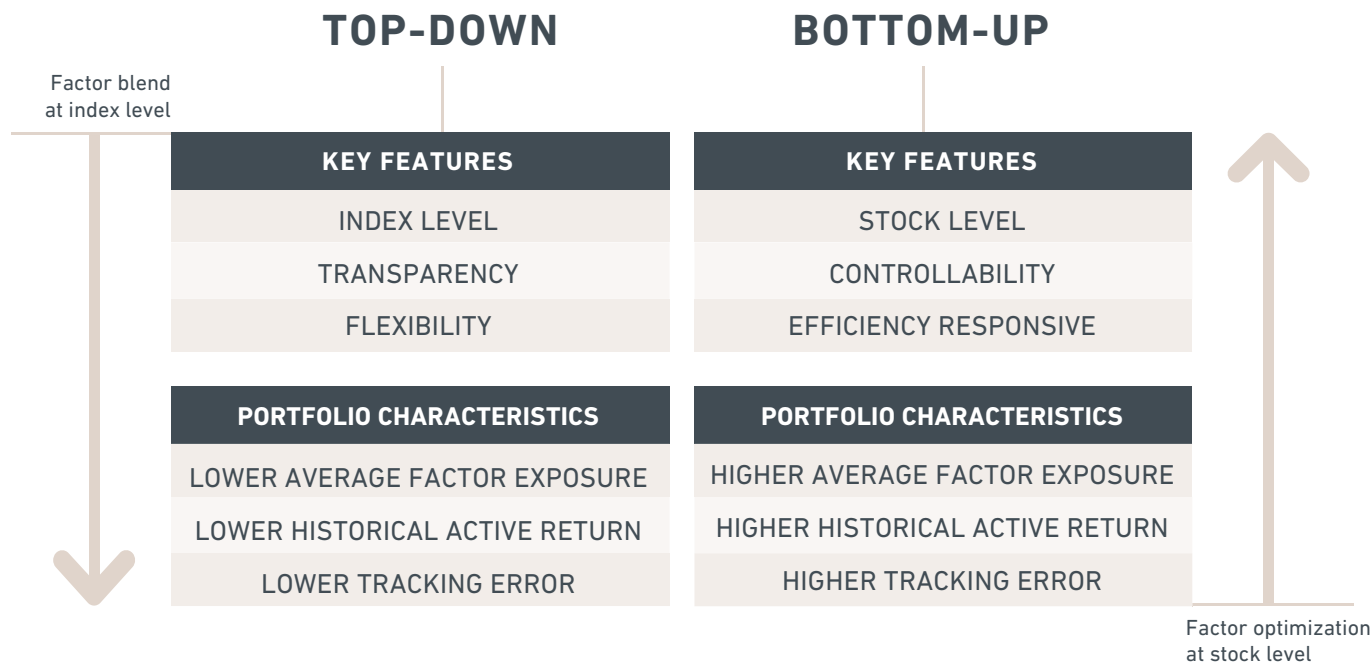 TOP-DOWN
BOTTOM-UP
Factor blend
at index level
KEY FEATURES
INDEX LEVEL
TRANSPARENCY
FLEXIBILITY
PORTFOLIO CHARACTERISTICS
LOWER AVERAGE FACTOR EXPOSURE
LOWER HISTORICAL ACTIVE RETURN
LOWER TRACKING ERROR
KEY FEATURES
STOCK LEVEL
CONTROLLABILITY
EFFICIENCY RESPONSIVE
PORTFOLIO CHARACTERISTICS
HIGHER AVERAGE FACTOR EXPOSURE
HIGHER HISTORICAL ACTIVE RETURN
HIGHER TRACKING ERROR
Factor optimization
at stock level